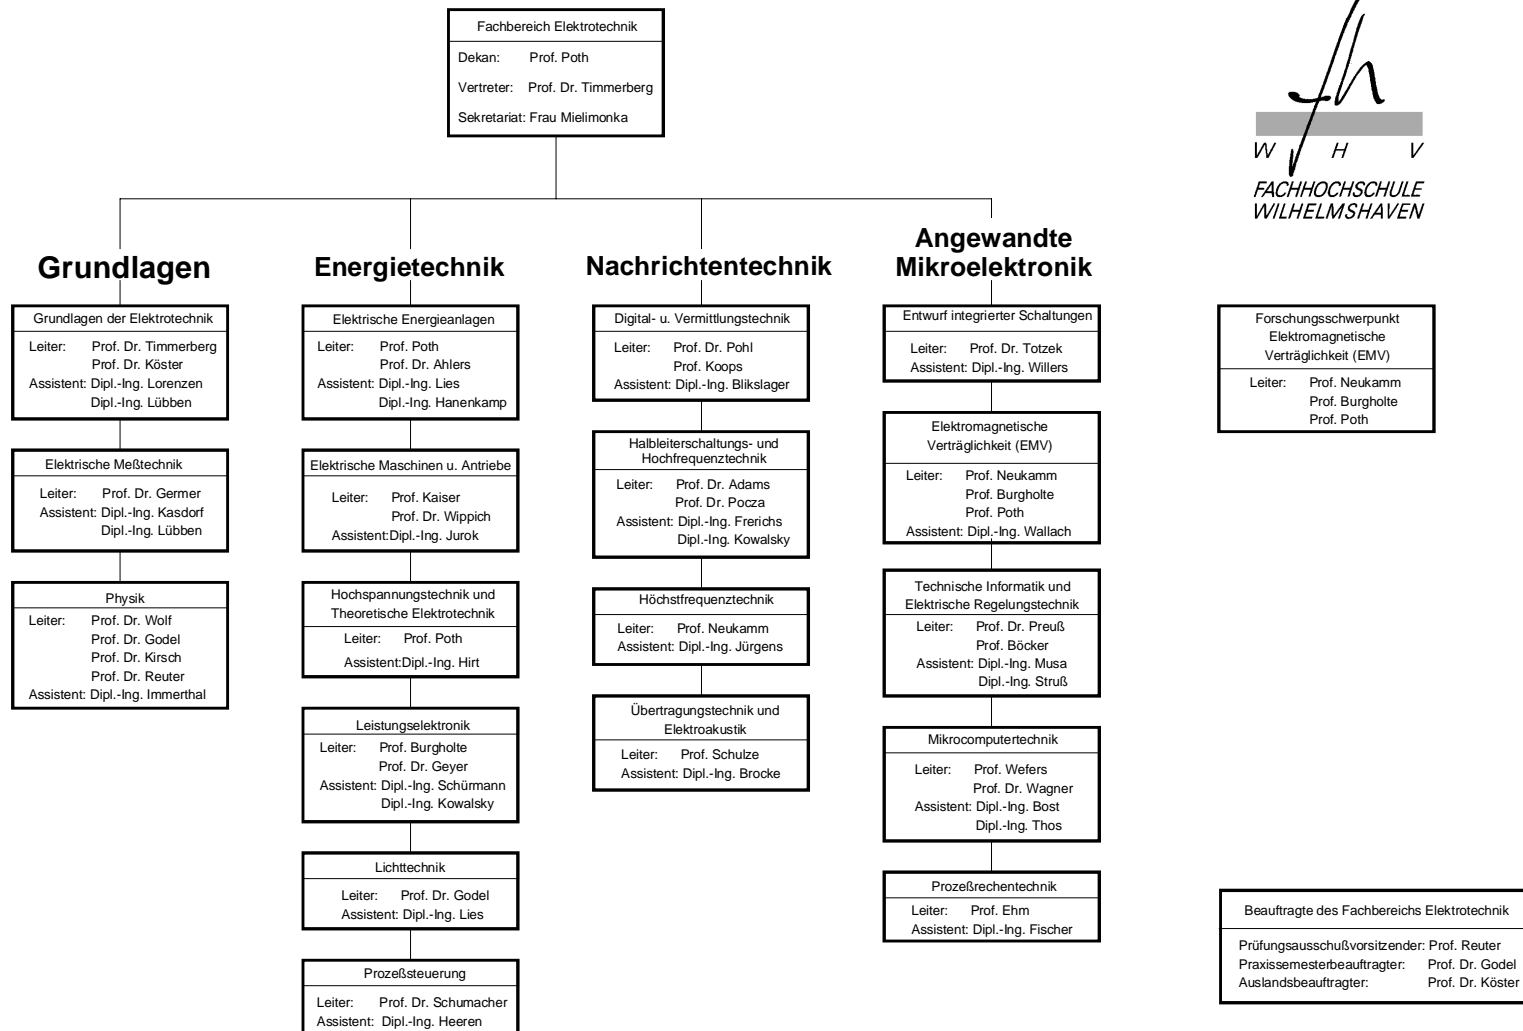 Fachbereich Elektrotechnik
Dekan: Prof. Poth
Vertreter: Prof. Dr. Timmerberg
Sekretariat: Frau Mielimonka
fh
W H V
FACHHOCHSCHULE
WILHELMSHAVEN
Grundlagen
Grundlagen der Elektrotechnik
Leiter: Prof. Dr. Timmerberg
Prof. Dr. Köster
Assistent: Dipl.-Ing. Lorenzen
Dipl.-Ing. Lübben
Elektrische Meßtechnik
Leiter: Prof. Dr. Germer
Assistent: Dipl.-Ing. Kasdorf
Dipl.-Ing. Lübben
Physik
Leiter: Prof. Dr. Wolf
Prof. Dr. Godel
Prof. Dr. Kirsch
Prof. Dr. Reuter
Assistent: Dipl.-Ing. Immerthal
Energietechnik
Elektrische Energieanlagen
Leiter: Prof. Poth
Prof. Dr. Ahlers
Assistent: Dipl.-Ing. Lies
Dipl.-Ing. Hanenkamp
Elektrische Maschinen u. Antriebe
Leiter: Prof. Kaiser
Prof. Dr. Wippich
Assistent:Dipl.-Ing. Jurok
Hochspannungstechnik und
Theoretische Elektrotechnik
Leiter: Prof. Poth
Assistent:Dipl.-Ing. Hirt
Leistungselektronik
Leiter: Prof. Burgholte
Prof. Dr. Geyer
Assistent: Dipl.-Ing. Schürmann
Dipl.-Ing. Kowalsky
Lichttechnik
Leiter: Prof. Dr. Godel
Assistent: Dipl.-Ing. Lies
Prozeßsteuerung
Leiter: Prof. Dr. Schumacher
Assistent: Dipl.-Ing. Heeren
Nachrichtentechnik
Digital- u. Vermittlungstechnik
Leiter: Prof. Dr. Pohl
Prof. Koops
Assistent: Dipl.-Ing. Blikslager
Halbleiterschaltungs- und
Hochfrequenztechnik
Leiter: Prof. Dr. Adams
Prof. Dr. Pocza
Assistent: Dipl.-Ing. Frerichs
Dipl.-Ing. Kowalsky
Höchstfrequenztechnik
Leiter: Prof. Neukamm
Assistent: Dipl.-Ing. Jürgens
Übertragungstechnik und
Elektroakustik
Leiter: Prof. Schulze
Assistent: Dipl.-Ing. Brocke
Angewandte
Mikroelektronik
Entwurf integrierter Schaltungen
Leiter: Prof. Dr. Totzek
Assistent: Dipl.-Ing. Willers
Elektromagnetische
Verträglichkeit (EMV)
Leiter: Prof. Neukamm
Prof. Burgholte
Prof. Poth
Assistent: Dipl.-Ing. Wallach
Technische Informatik und
Elektrische Regelungstechnik
Leiter: Prof. Dr. Preuß
Prof. Böcker
Assistent: Dipl.-Ing. Musa
Dipl.-Ing. Struß
Mikrocomputertechnik
Leiter: Prof. Wefers
Prof. Dr. Wagner
Assistent: Dipl.-Ing. Bost
Dipl.-Ing. Thos
Prozeßrechentechnik
Leiter: Prof. Ehm
Assistent: Dipl.-Ing. Fischer
Forschungsschwerpunkt
Elektromagnetische
Verträglichkeit (EMV)
Leiter: Prof. Neukamm
Prof. Burgholte
Prof. Poth
Beauftragte des Fachbereichs Elektrotechnik
Prüfungsausschußvorsitzender: Prof. Reuter
Praxissemesterbeauftragter: Prof. Dr. Godel
Auslandsbeauftragter: Prof. Dr. Köster